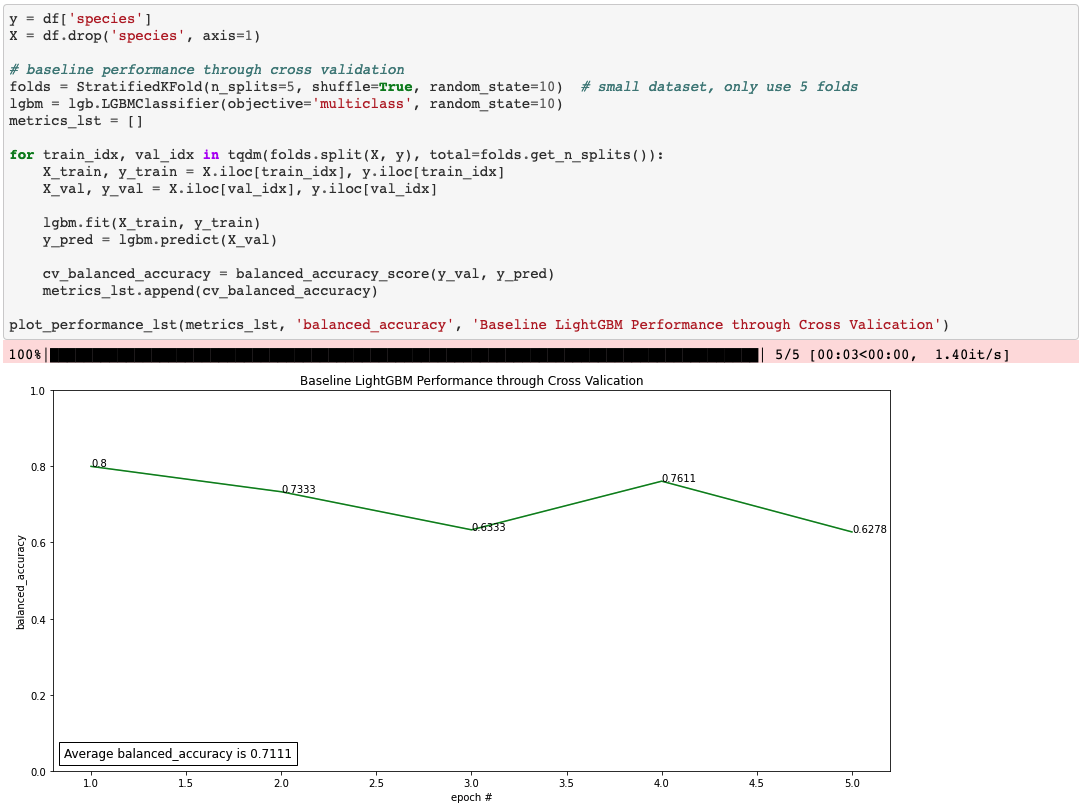 y = df['species']
X = df.drop('species', axis=1)
# baseline performance through cross validation
folds = StratifiedKFold(n_splits=5, shuffle=True, random_state=10)  # small dataset, only use 5 folds
lgbm = lgb.LGBMClassifier(objective='multiclass', random_state=10)
metrics_lst = []
for train_idx, val_idx in tqdm(folds.split(X, y), total=folds.get_n_splits()):
    X_train, y_train = X.iloc[train_idx], y.iloc[train_idx]
    X_val, y_val = X.iloc[val_idx], y.iloc[val_idx]
    lgbm.fit(X_train, y_train)
    y_pred = lgbm.predict(X_val)
    cv_balanced_accuracy = balanced_accuracy_score(y_val, y_pred)
    metrics_lst.append(cv_balanced_accuracy)
plot_performance_lst(metrics_lst, 'balanced_accuracy', 'Baseline LightGBM Performance through Cross Valication')
100%| | 5/5 [00:03<00:00,  1.40it/s]
Baseline LightGBM Performance through Cross Valication
1.0
0.8
0.6
0.4
0.2
0.0
balanced_accuracy
0.8
0.7333
0.6333
0.7611
0.6278
Average balanced_accuracy is 0.7111
1.0 1.5 2.0 2.5 3.0 3.5 4.0 4.5 5.0
epoch #